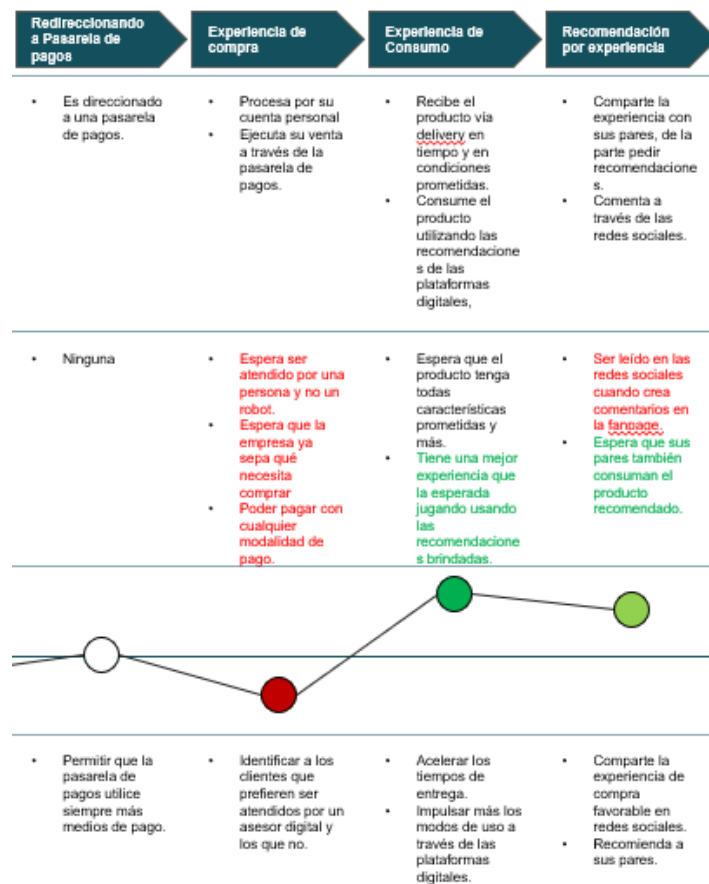 Redireccionando
a Pasarela de
pagos
Experiencia de
compra
Experiencia de
Consumo
Recomendación
por experiencia
• Es direccionado
a una pasarela
de pagos.
• Procesa por su
cuenta personal
• Ejecuta su venta
a través de la
pasarela de
pagos.
• Recibe el
producto vía
delivery en
tiempo y en
condiciones
prometidas.
• Consume el
producto
utilizando las
recomendacione
s de las
plataformas
digitales,
• Comparte la
experiencia con
sus pares, de la
parte pedir
recomendacione
s.
• Comenta a
través de las
redes sociales.
• Ninguna
• Espera ser
atendido por una
persona y no un
robot.
• Espera que la
empresa ya
sepa qué
necesita
comprar
• Poder pagar con
cualquier
modalidad de
pago.
• Espera que el
producto tenga
todas
características
prometidas y
más.
• Tiene una mejor
experiencia que
la esperada
jugando usando
las
recomendacione
s brindadas.
• Ser leído en las
redes sociales
cuando crea
comentarios en
la fanpage.
• Espera que sus
pares también
consuman el
producto
recomendado.
• Permitir que la
pasarela de
pagos utilice
siempre más
medios de pago.
• Identificar a los
clientes que
prefieren ser
atendidos por un
asesor digital y
los que no.
• Acelerar los
tiempos de
entrega.
• Impulsar más los
modos de uso a
través de las
plataformas
digitales.
• Comparte la
experiencia de
compra
favorable en
redes sociales.
• Recomienda a
sus pares.